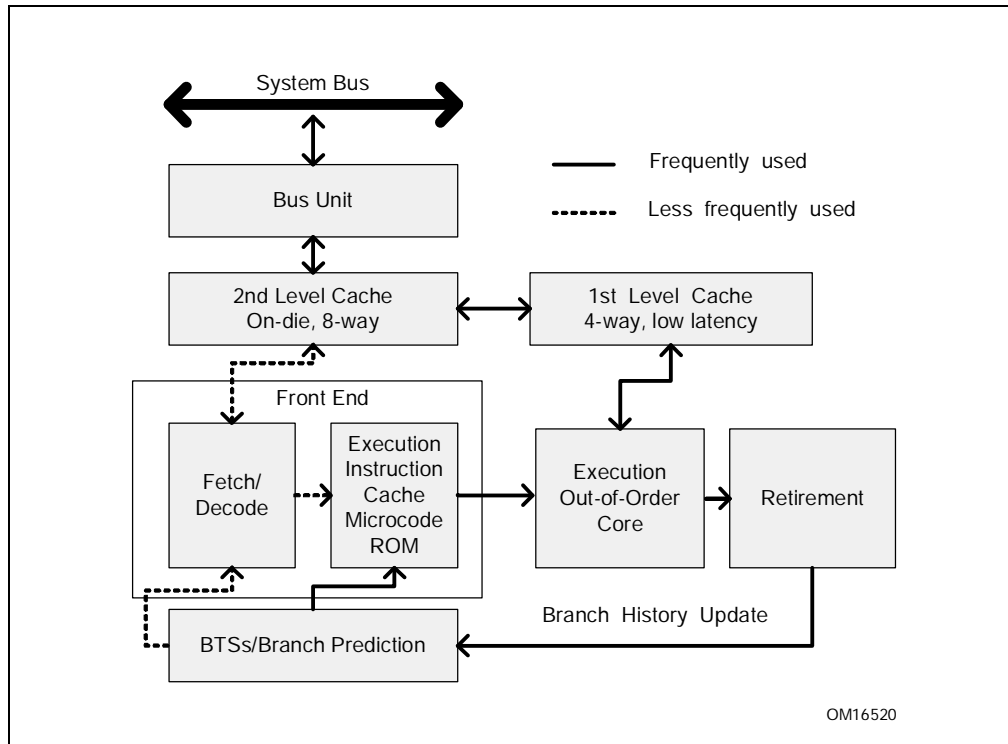 System Bus
Frequently used
Less frequently used
Bus Unit
2nd Level Cache
On-die, 8-way
1st Level Cache
4-way, low latency
Front End
Fetch/
Decode
Execution
Instruction
Cache
Microcode
ROM
Execution
Out-of-Order
Core
Retirement
Branch History Update
BTSs/Branch Prediction
OM16520